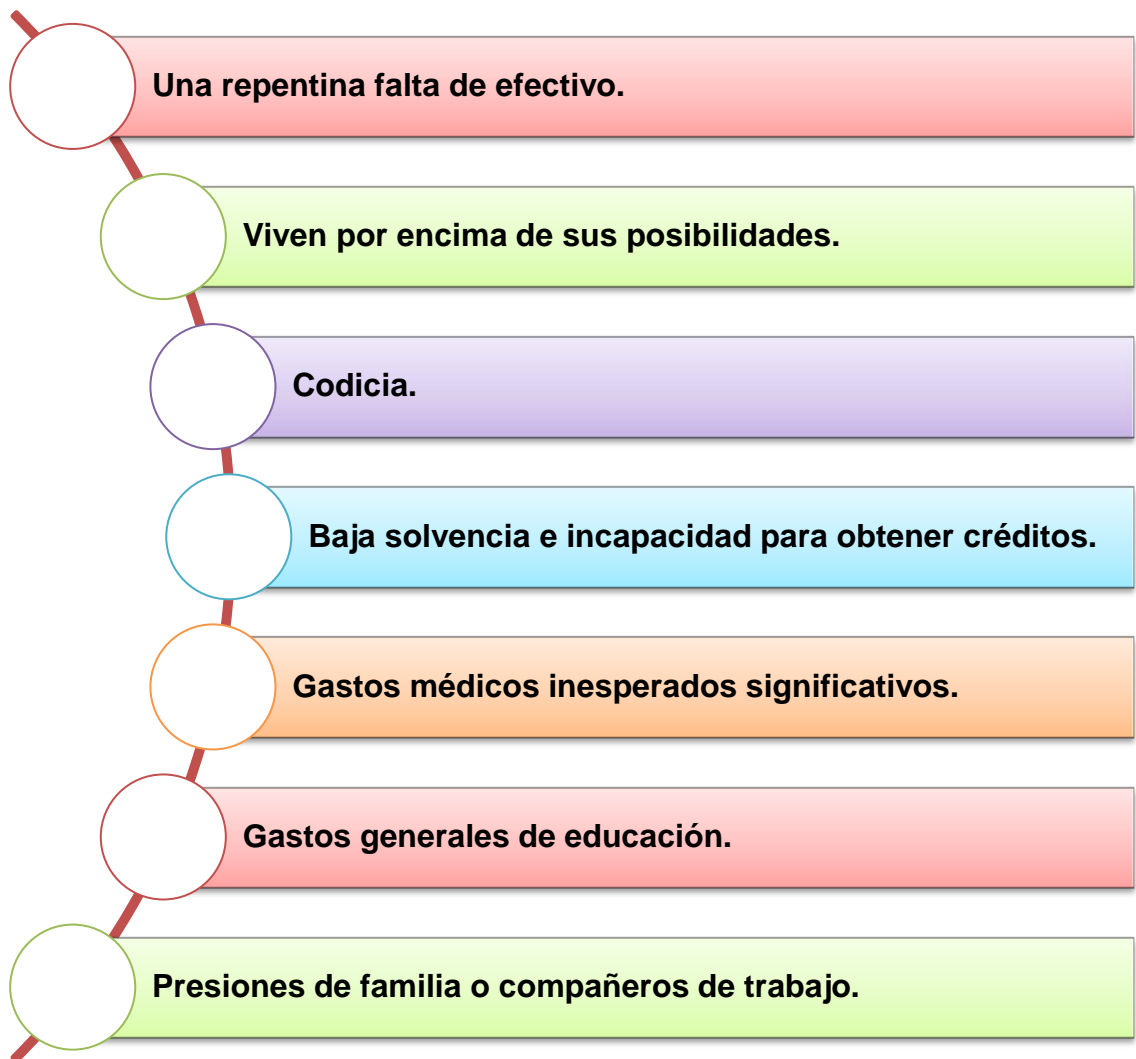 Una repentina falta de efectivo.
Viven por encima de sus posibilidades.
Codicia.
Baja solvencia e incapacidad para obtener créditos.
Gastos médicos inesperados significativos.
Gastos generales de educación.
Presiones de familia o compañeros de trabajo.